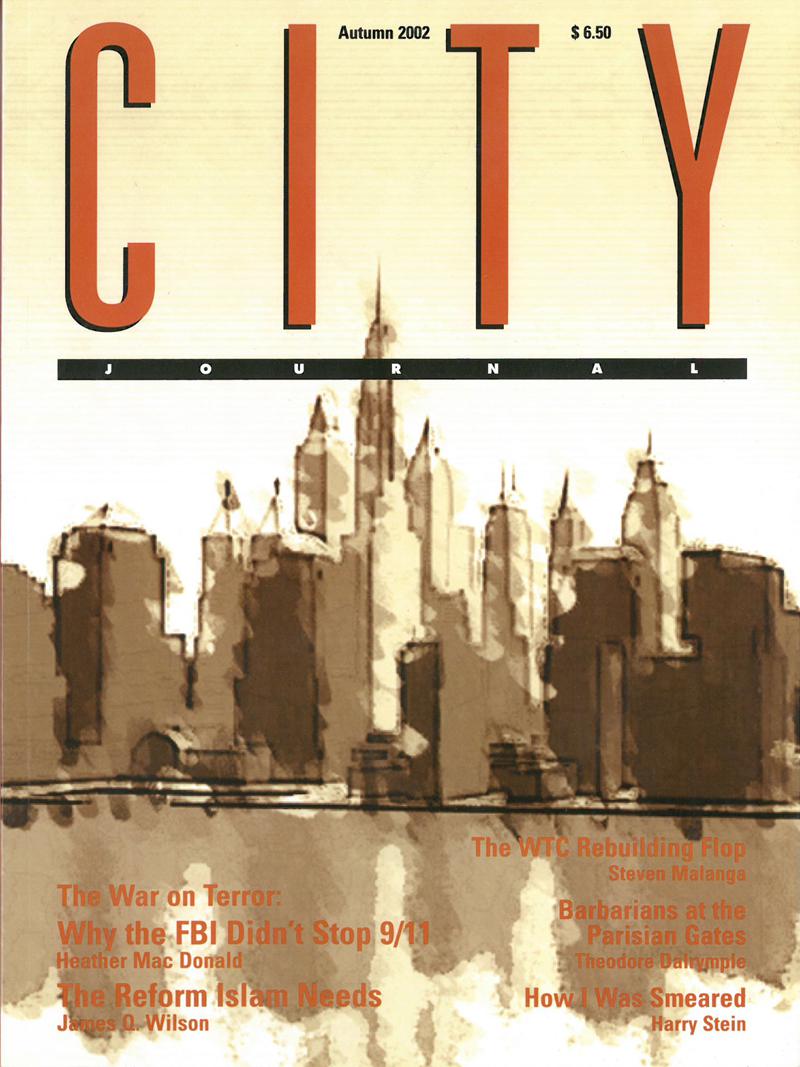 Autumn 2002
$ 6.50
CITY
JOURNAL
The War on Terror:
Why the FBI Didn't Stop 9/11
Heather Mac Donald
The Reform Islam Needs
James Q. Wilson
The WTC Rebuilding Flop
Steven Malanga
Barbarians at the
Parisian Gates
Theodore Dalrymple
How I Was Smeared
Harry Stein